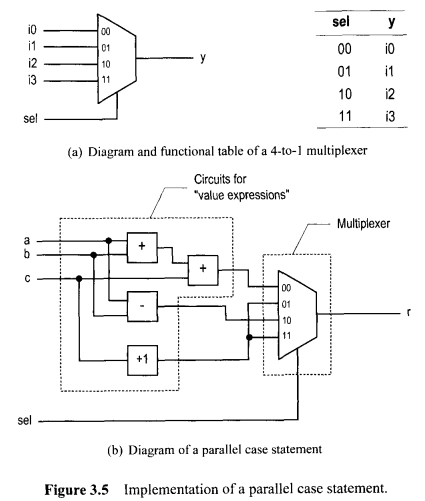 i0
i1
i2
i3
00
01
10
11
y
sel
sel y
00 i0
01 i1
10 i2
11 i3
(a) Diagram and functional table of a 4-to-1 multiplexer
Circuits for
"value expressions"
Multiplexer
a
b
c
+
+
-
+1
00
01
10
11
r
sel
(b) Diagram of a parallel case statement
Figure 3.5 Implementation of a parallel case statement.